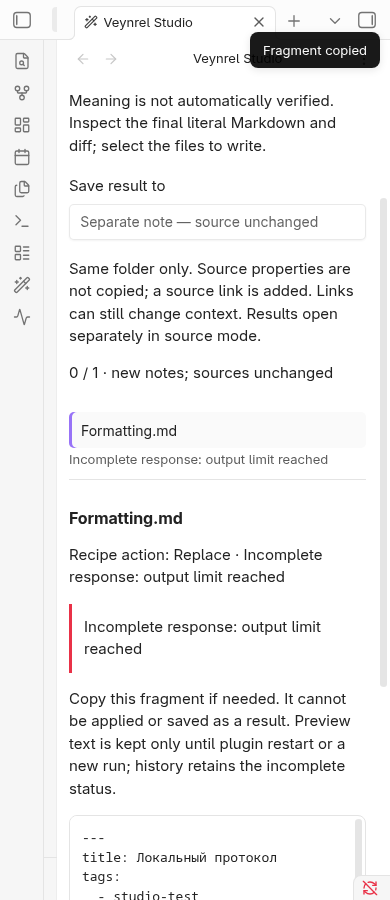 Veynrel Studio
Fragment copied
Veynrel Studio
Meaning is not automatically verified.
Inspect the final literal Markdown and
diff; select the files to write.
Save result to
Separate note — source unchanged
Same folder only. Source properties are
not copied; a source link is added. Links
can still change context. Results open
separately in source mode.
0 / 1 · new notes; sources unchanged
Formatting.md
Incomplete response: output limit reached
Formatting.md
Recipe action: Replace · Incomplete
response: output limit reached
Incomplete response: output limit
reached
Copy this fragment if needed. It cannot
be applied or saved as a result. Preview
text is kept only until plugin restart or a
new run; history retains the incomplete
status.
---
title: Локальный протокол
tags:
- studio-test